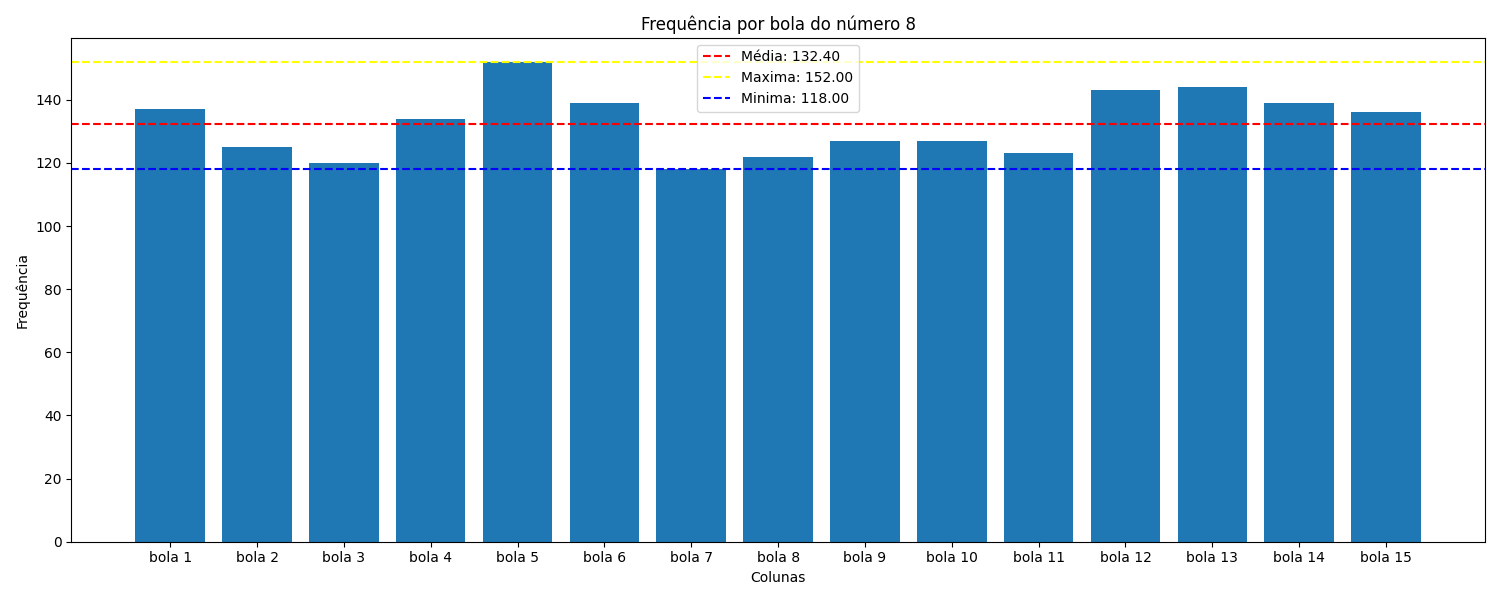 Frequência por bola do número 8
Média: 132.40
Maxima: 152.00
Minima: 118.00
Frequência
140
120
100
80
60
40
20
0
bola 1 bola 2 bola 3 bola 4 bola 5 bola 6 bola 7 bola 8 bola 9 bola 10 bola 11 bola 12 bola 13 bola 14 bola 15
Colunas